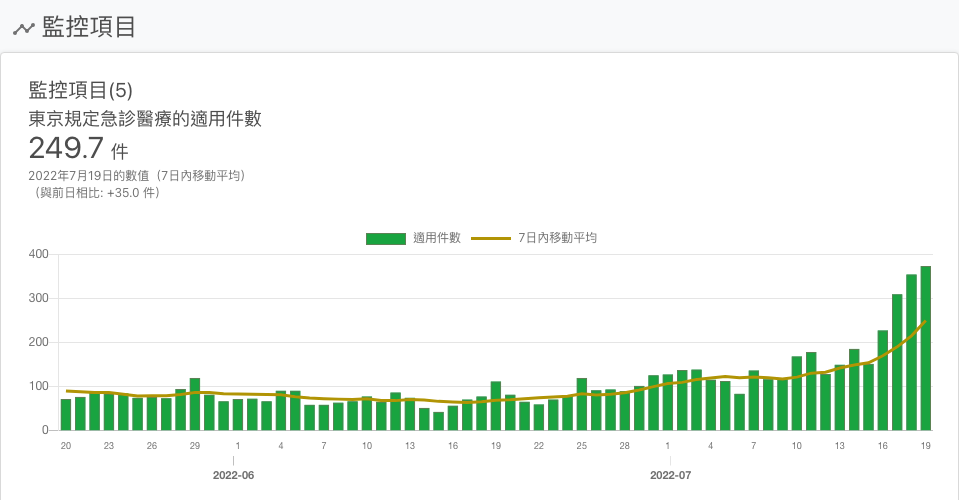 監控項目
監控項目(5)
東京規定急診醫療的適用件數
249.7 件
2022年7月19日的數值（7日內移動平均）
（與前日相比: +35.0 件）
適用件數 7日內移動平均
400
300
200
100
0
20 23 26 29 1 4 7 10 13 16 19 22 25 28 1 4 7 10 13 16 19
2022-06 2022-07